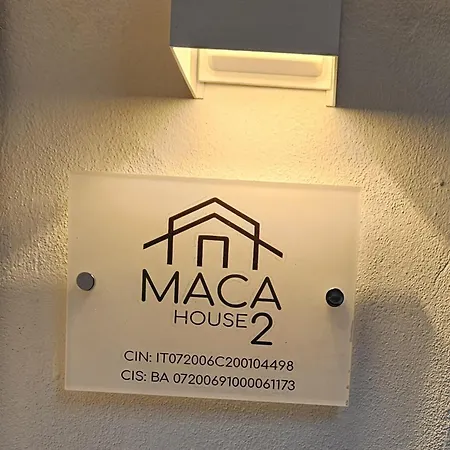 MACA
HOUSE 2
CIN: IT072006C200104498
CIS: BA 07200691000061173